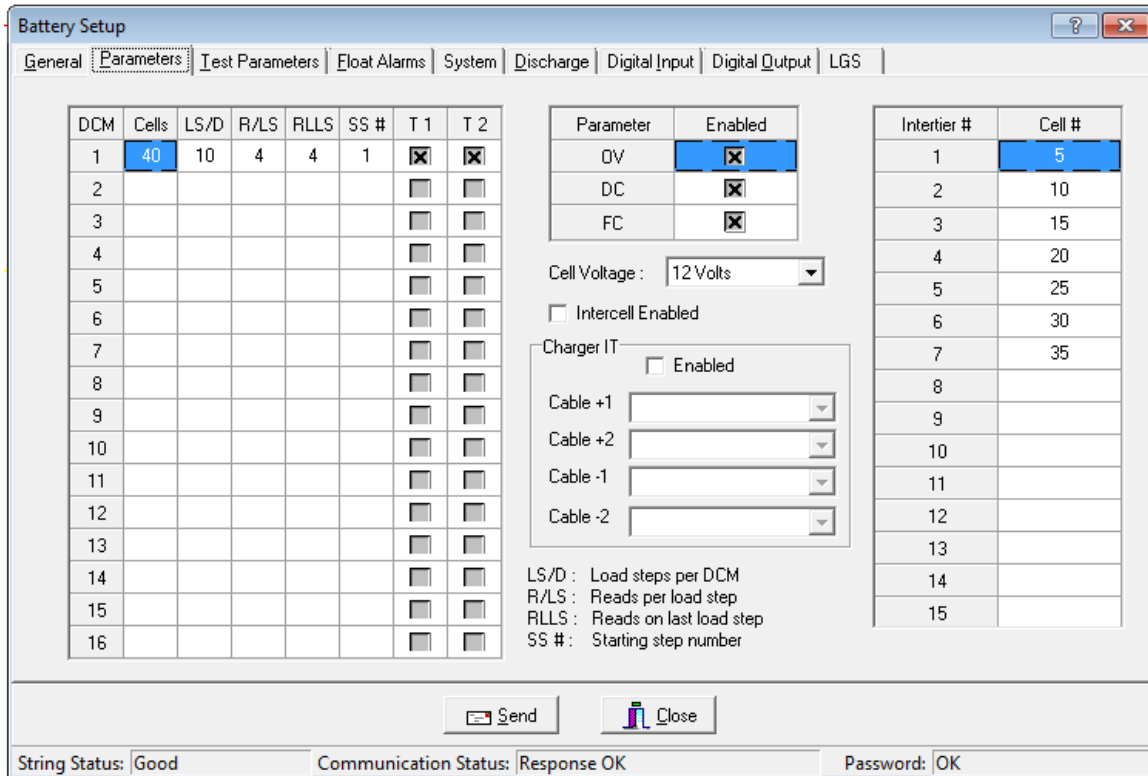 Battery Setup
General Parameters Test Parameters Float Alarms System Discharge Digital Input Digital Output LGS
DCM Cells LS/D R/LS RLLS SS # T 1 T 2
1 40 10 4 4 1
2
3
4
5
6
7
8
9
10
11
12
13
14
15
16
Parameter Enabled
OV
DC
FC
Cell Voltage : 12 Volts
Intercell Enabled
Charger IT
Enabled
Cable +1
Cable +2
Cable -1
Cable -2
LS/D : Load steps per DCM
R/LS : Reads per load step
RLLS : Reads on last load step
SS # : Starting step number
Intertier # Cell #
1 5
2 10
3 15
4 20
5 25
6 30
7 35
8
9
10
11
12
13
14
15
Send Close
String Status: Good Communication Status: Response OK Password: OK